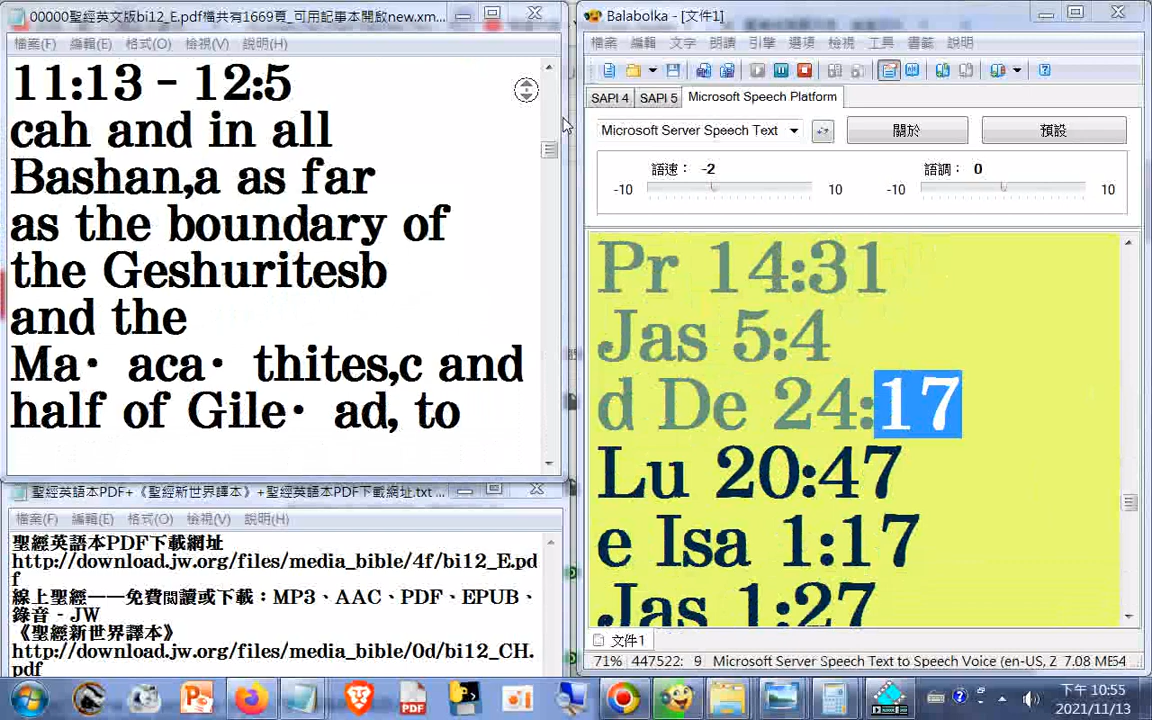 00000聖經英文版bi12_E.pdf檔共有1669頁_可用記事本開啟new.xm...
檔案(F) 編輯(E) 格式(O) 檢視(V) 說明(H)
11:13 – 12:5
cah and in all
Bashan,a as far
as the boundary of
the Geshuritesb
and the
Ma· aca· thites,c and
half of Gile· ad, to
聖經英語本PDF+《聖經新世界譯本》+聖經英語本PDF下載網址.txt ...
檔案(F) 編輯(E) 格式(O) 檢視(V) 說明(H)
聖經英語本PDF下載網址
http://download.jw.org/files/media_bible/4f/bi12_E.pd
f
線上聖經——免費閱讀或下載：MP3、AAC、PDF、EPUB、
錄音 - JW
《聖經新世界譯本》
http://download.jw.org/files/media_bible/0d/bi12_CH.
pdf
Balabolka - [文件1]
檔案 編輯 文字 朗讀 引擎 選項 檢視 工具 書籤 說明
SAPI 4 SAPI 5 Microsoft Speech Platform
Microsoft Server Speech Text 關於 預設
語速： -2 語調： 0
-10 10 -10 10
Pr 14:31
Jas 5:4
d De 24:17
Lu 20:47
e Isa 1:17
Jas 1:27
文件1
71% 447522: 9 Microsoft Server Speech Text to Speech Voice (en-US, Z 7.08 ME54
下午 10:55
2021/11/13